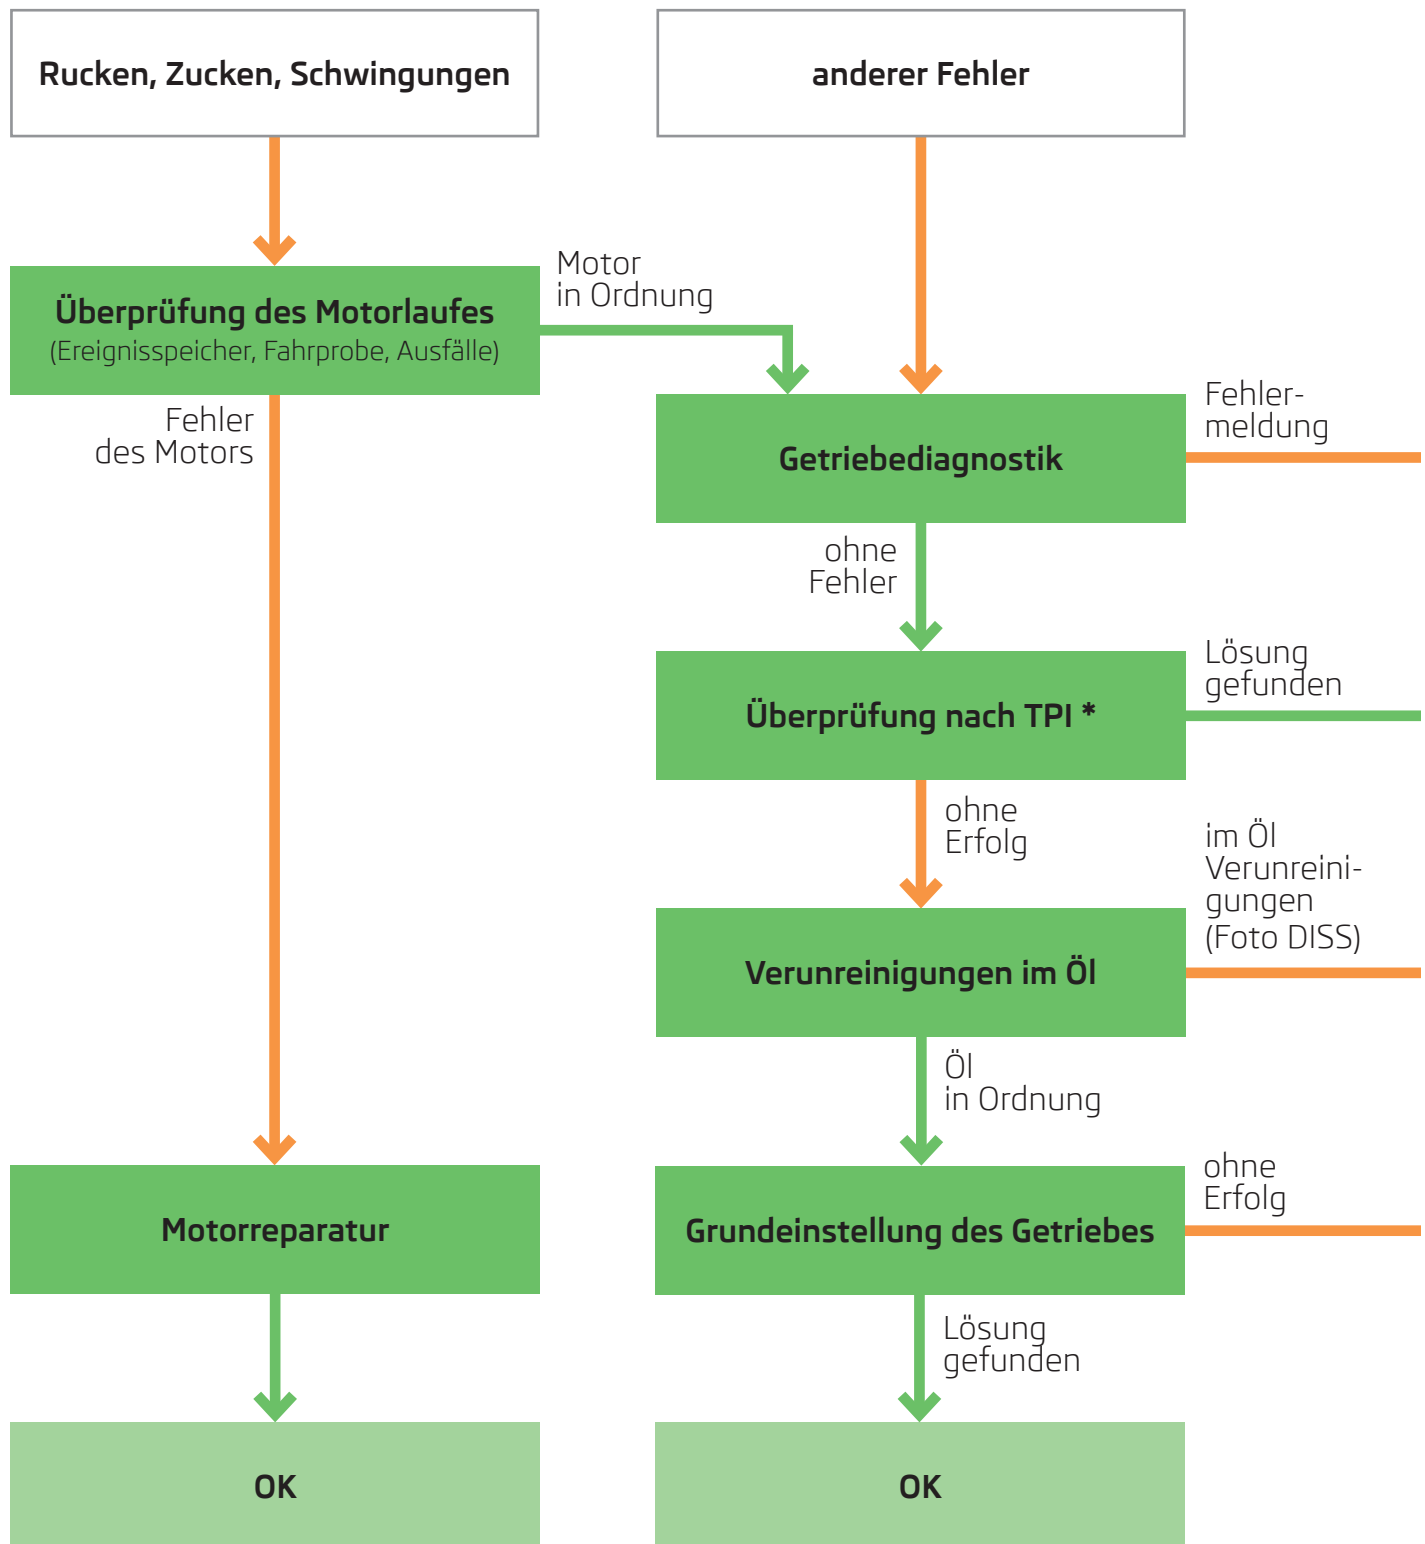 Rucken, Zucken, Schwingungen
anderer Fehler
Motor
in Ordnung
Überprüfung des Motorlaufes
(Ereignisspeicher, Fahrprobe, Ausfälle)
Fehler
des Motors
Fehler-
meldung
Getriebediagnostik
ohne
Fehler
Lösung
gefunden
Überprüfung nach TPI *
ohne
Erfolg
im Öl
Verunreini-
gungen
(Foto DISS)
Verunreinigungen im Öl
Öl
in Ordnung
ohne
Erfolg
Motorreparatur
Grundeinstellung des Getriebes
Lösung
gefunden
OK
OK